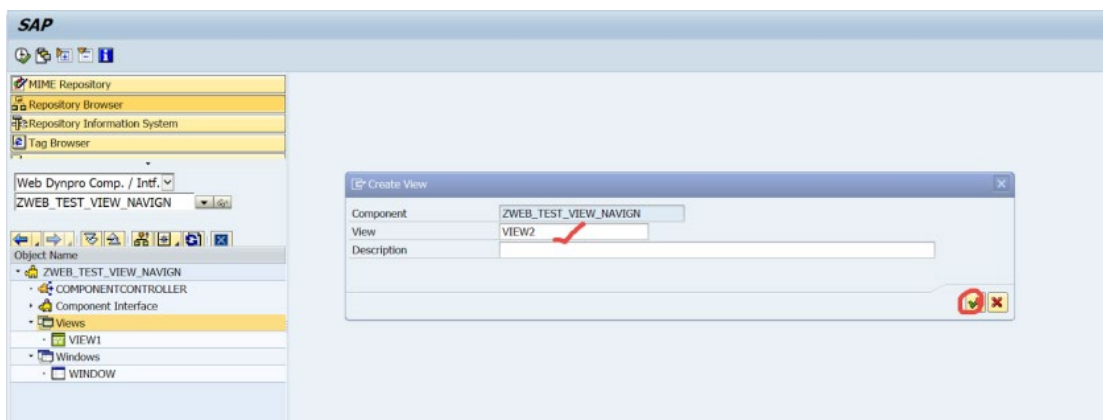 SAP
MIME Repository
Repository Browser
Repository Information System
Tag Browser
Web Dynpro Comp. / Intf.
ZWEB_TEST_VIEW_NAVIGN
Object Name
ZWEB_TEST_VIEW_NAVIGN
COMPONENTCONTROLLER
Component Interface
Views
VIEW1
Windows
WINDOW
Create View
Component ZWEB_TEST_VIEW_NAVIGN
View VIEW2
Description